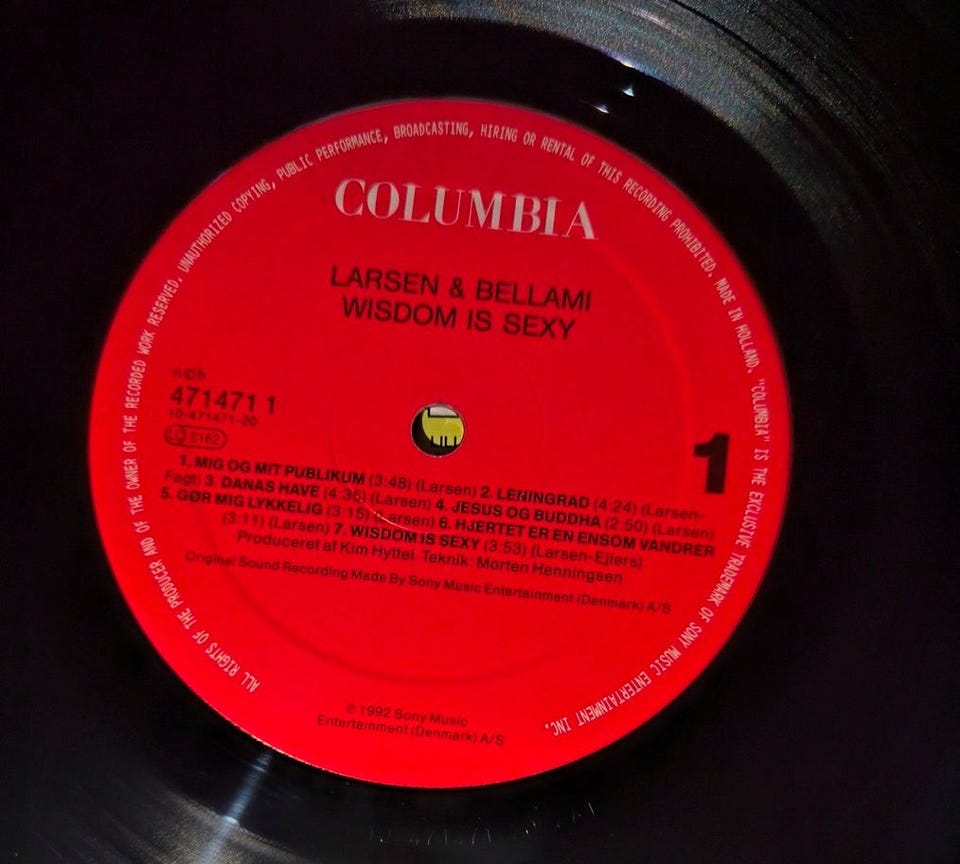 ALL RIGHTS OF THE PRODUCER AND OF THE OWNER OF THE RECORDED WORK RESERVED. UNAUTHORIZED COPYING, PUBLIC PERFORMANCE, BROADCASTING, HIRING OR RENTAL OF THIS RECORDING PROHIBITED. MADE IN HOLLAND. "COLUMBIA" IS THE EXCLUSIVE TRADEMARK OF SONY MUSIC ENTERTAINMENT INC.
COLUMBIA
LARSEN & BELLAMI
WISDOM IS SEXY
n©b
471471 1
10-471471-20
0162
1
1. MIG OG MIT PUBLIKUM (3:48) (Larsen) 2. LENINGRAD (4:24) (Larsen-
Fagt) 3. DANAS HAVE (4:35) (Larsen) 4. JESUS OG BUDDHA (2:50) (Larsen)
5. GØR MIG LYKKELIG (3:15) (Larsen) 6. HJERTET ER EN ENSOM VANDRER
(3:11) (Larsen) 7. WISDOM IS SEXY (3:53) (Larsen-Ejlers)
Produceret af Kim Hyttel. Teknik: Morten Henningsen
Original Sound Recording Made By Sony Music Entertainment (Denmark) A/S
℗ 1992 Sony Music
Entertainment (Denmark) A/S